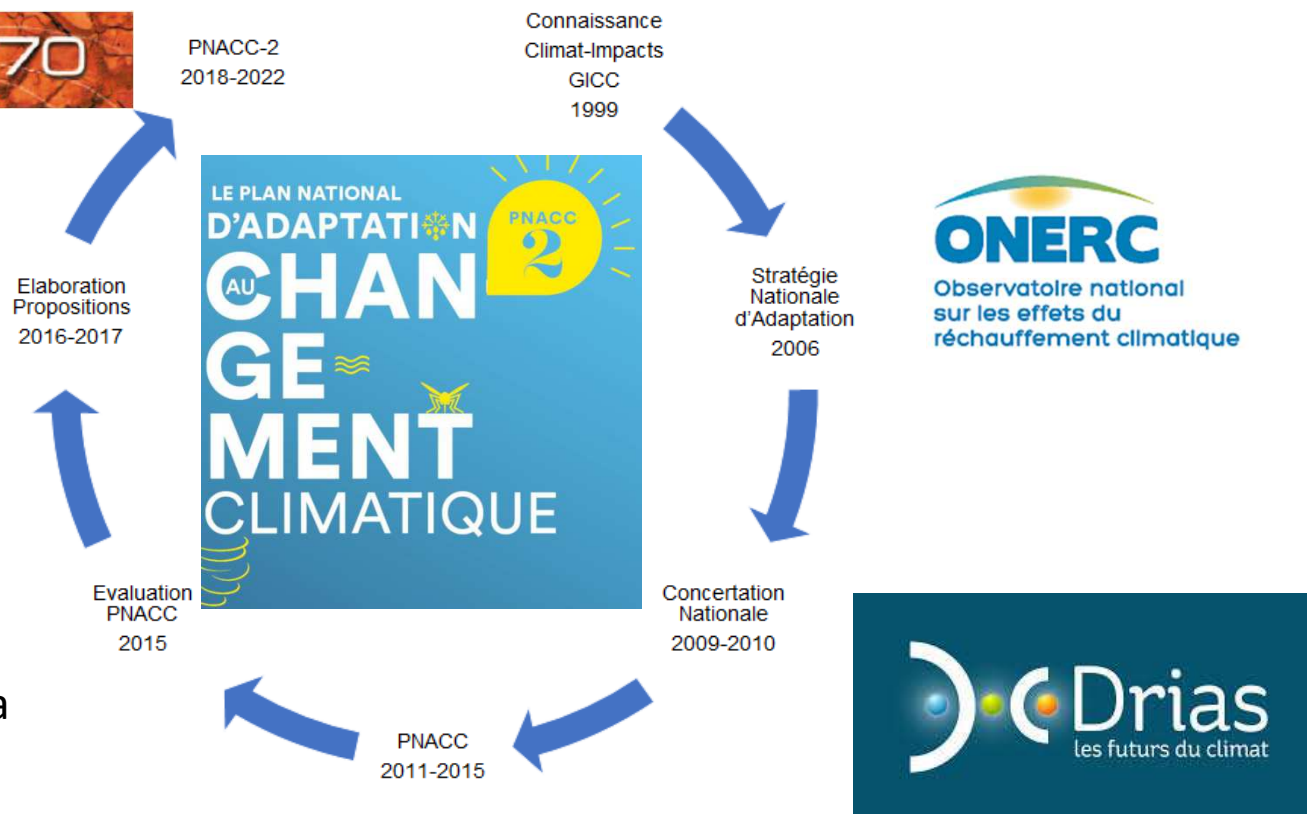 70
PNACC-2
2018-2022
Connaissance
Climat-Impacts
GICC
1999
Stratégie
Nationale
d'Adaptation
2006
Concertation
Nationale
2009-2010
PNACC
2011-2015
Evaluation
PNACC
2015
Elaboration
Propositions
2016-2017
LE PLAN NATIONAL
D'ADAPTATION
AU CHAN
GE
MENT
CLIMATIQUE
PNACC
2
ONERC
Observatoire national
sur les effets du
réchauffement climatique
Drias
les futurs du climat
a